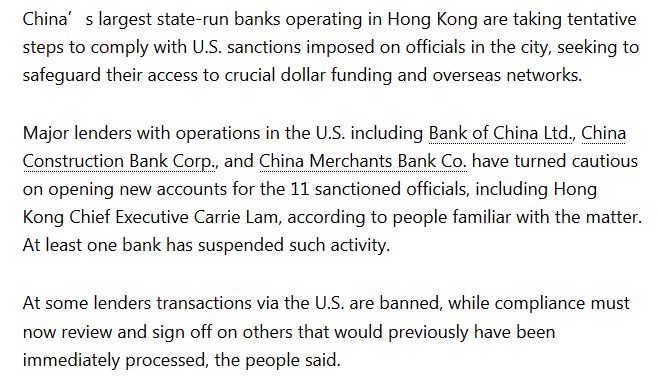 China's largest state-run banks operating in Hong Kong are taking tentative
steps to comply with U.S. sanctions imposed on officials in the city, seeking to
safeguard their access to crucial dollar funding and overseas networks.
Major lenders with operations in the U.S. including Bank of China Ltd., China
Construction Bank Corp., and China Merchants Bank Co. have turned cautious
on opening new accounts for the 11 sanctioned officials, including Hong
Kong Chief Executive Carrie Lam, according to people familiar with the matter.
At least one bank has suspended such activity.
At some lenders transactions via the U.S. are banned, while compliance must
now review and sign off on others that would previously have been
immediately processed, the people said.